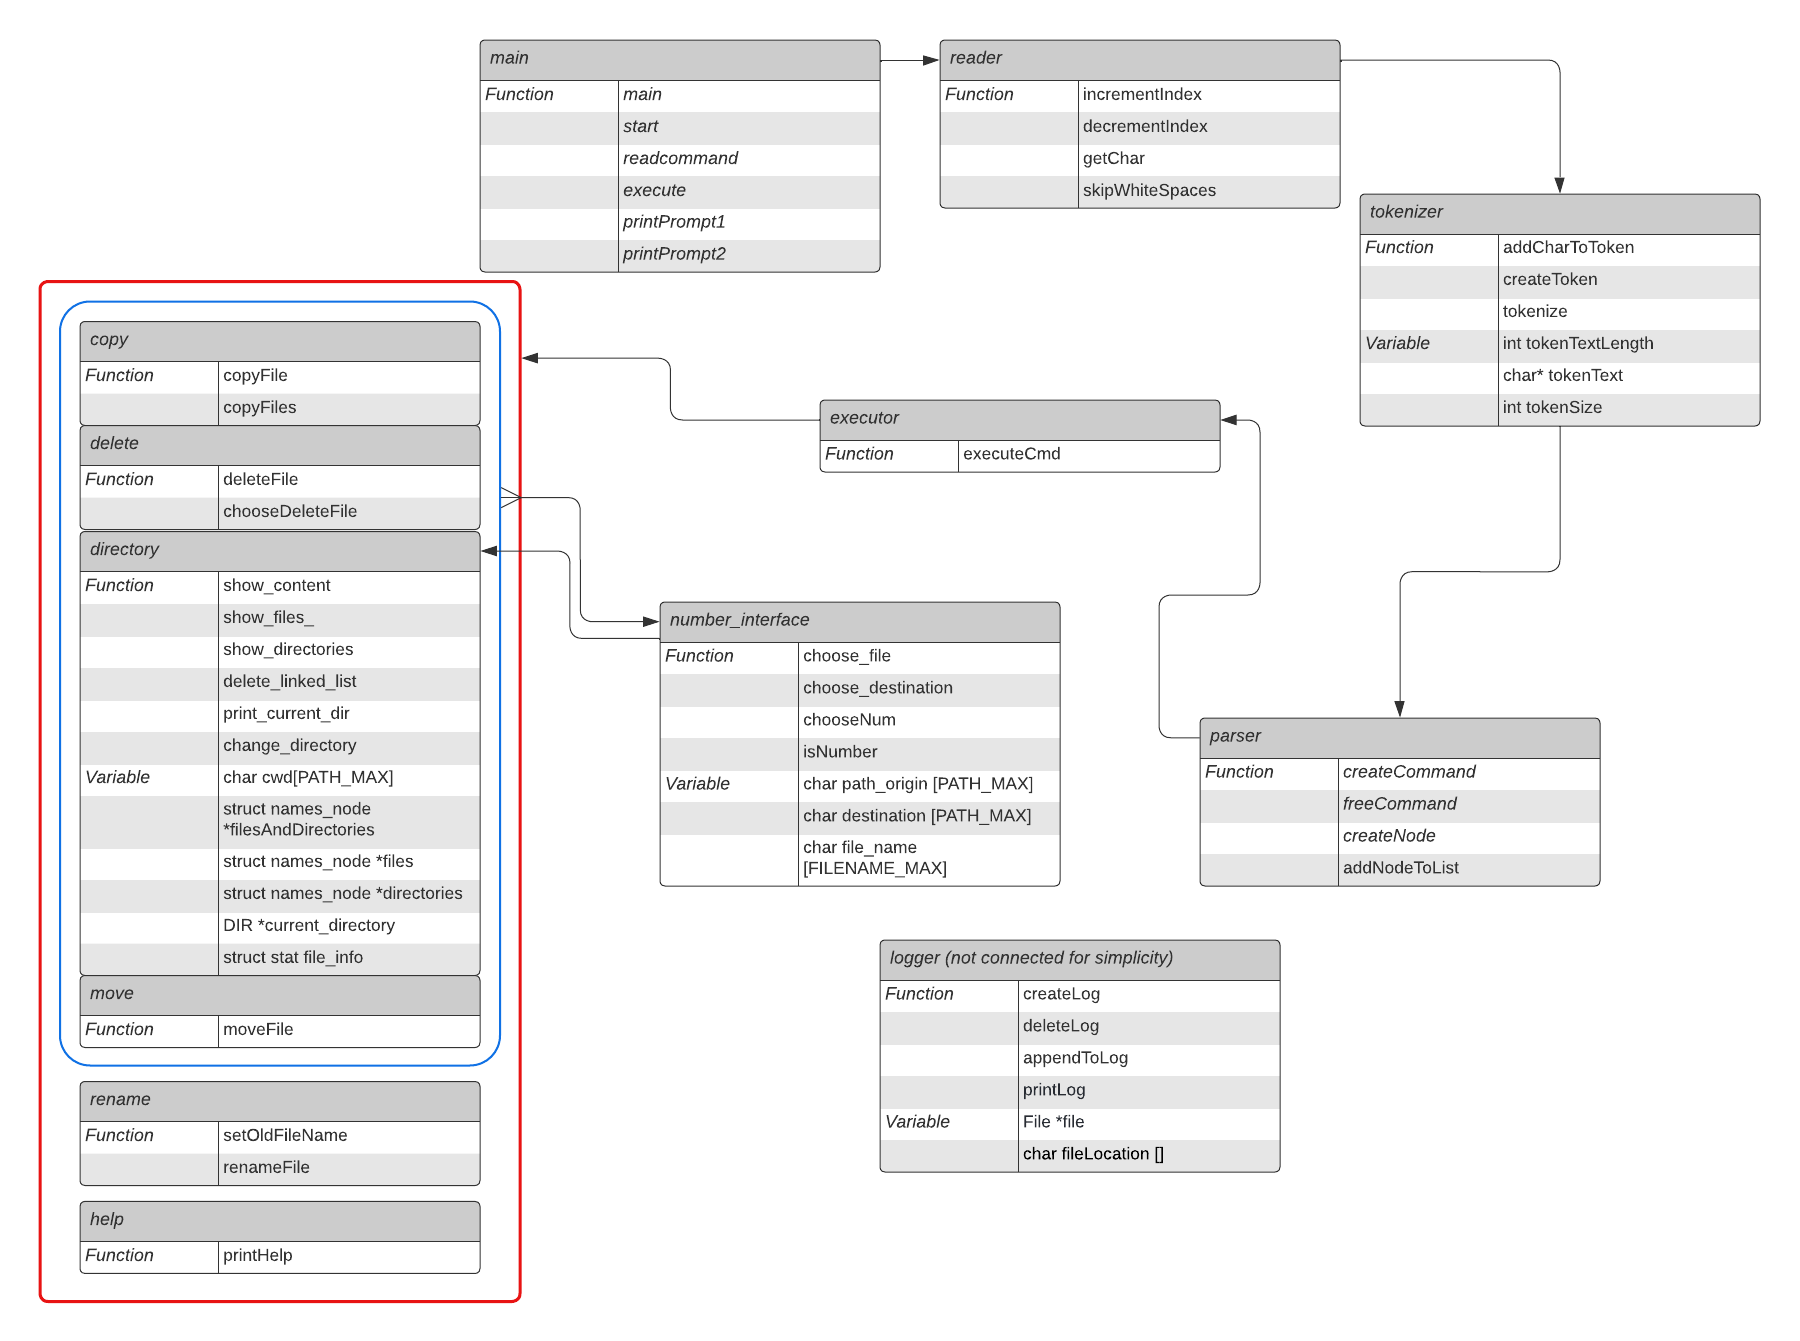 main
Function main
start
readcommand
execute
printPrompt1
printPrompt2
reader
Function incrementIndex
decrementIndex
getChar
skipWhiteSpaces
tokenizer
Function addCharToToken
createToken
tokenize
Variable int tokenTextLength
char* tokenText
int tokenSize
copy
Function copyFile
copyFiles
delete
Function deleteFile
chooseDeleteFile
directory
Function show_content
show_files_
show_directories
delete_linked_list
print_current_dir
change_directory
Variable char cwd[PATH_MAX]
struct names_node
*filesAndDirectories
struct names_node *files
struct names_node *directories
DIR *current_directory
struct stat file_info
move
Function moveFile
rename
Function setOldFileName
renameFile
help
Function printHelp
executor
Function executeCmd
number_interface
Function choose_file
choose_destination
chooseNum
isNumber
Variable char path_origin [PATH_MAX]
char destination [PATH_MAX]
char file_name
[FILENAME_MAX]
parser
Function createCommand
freeCommand
createNode
addNodeToList
logger (not connected for simplicity)
Function createLog
deleteLog
appendToLog
printLog
Variable File *file
char fileLocation []